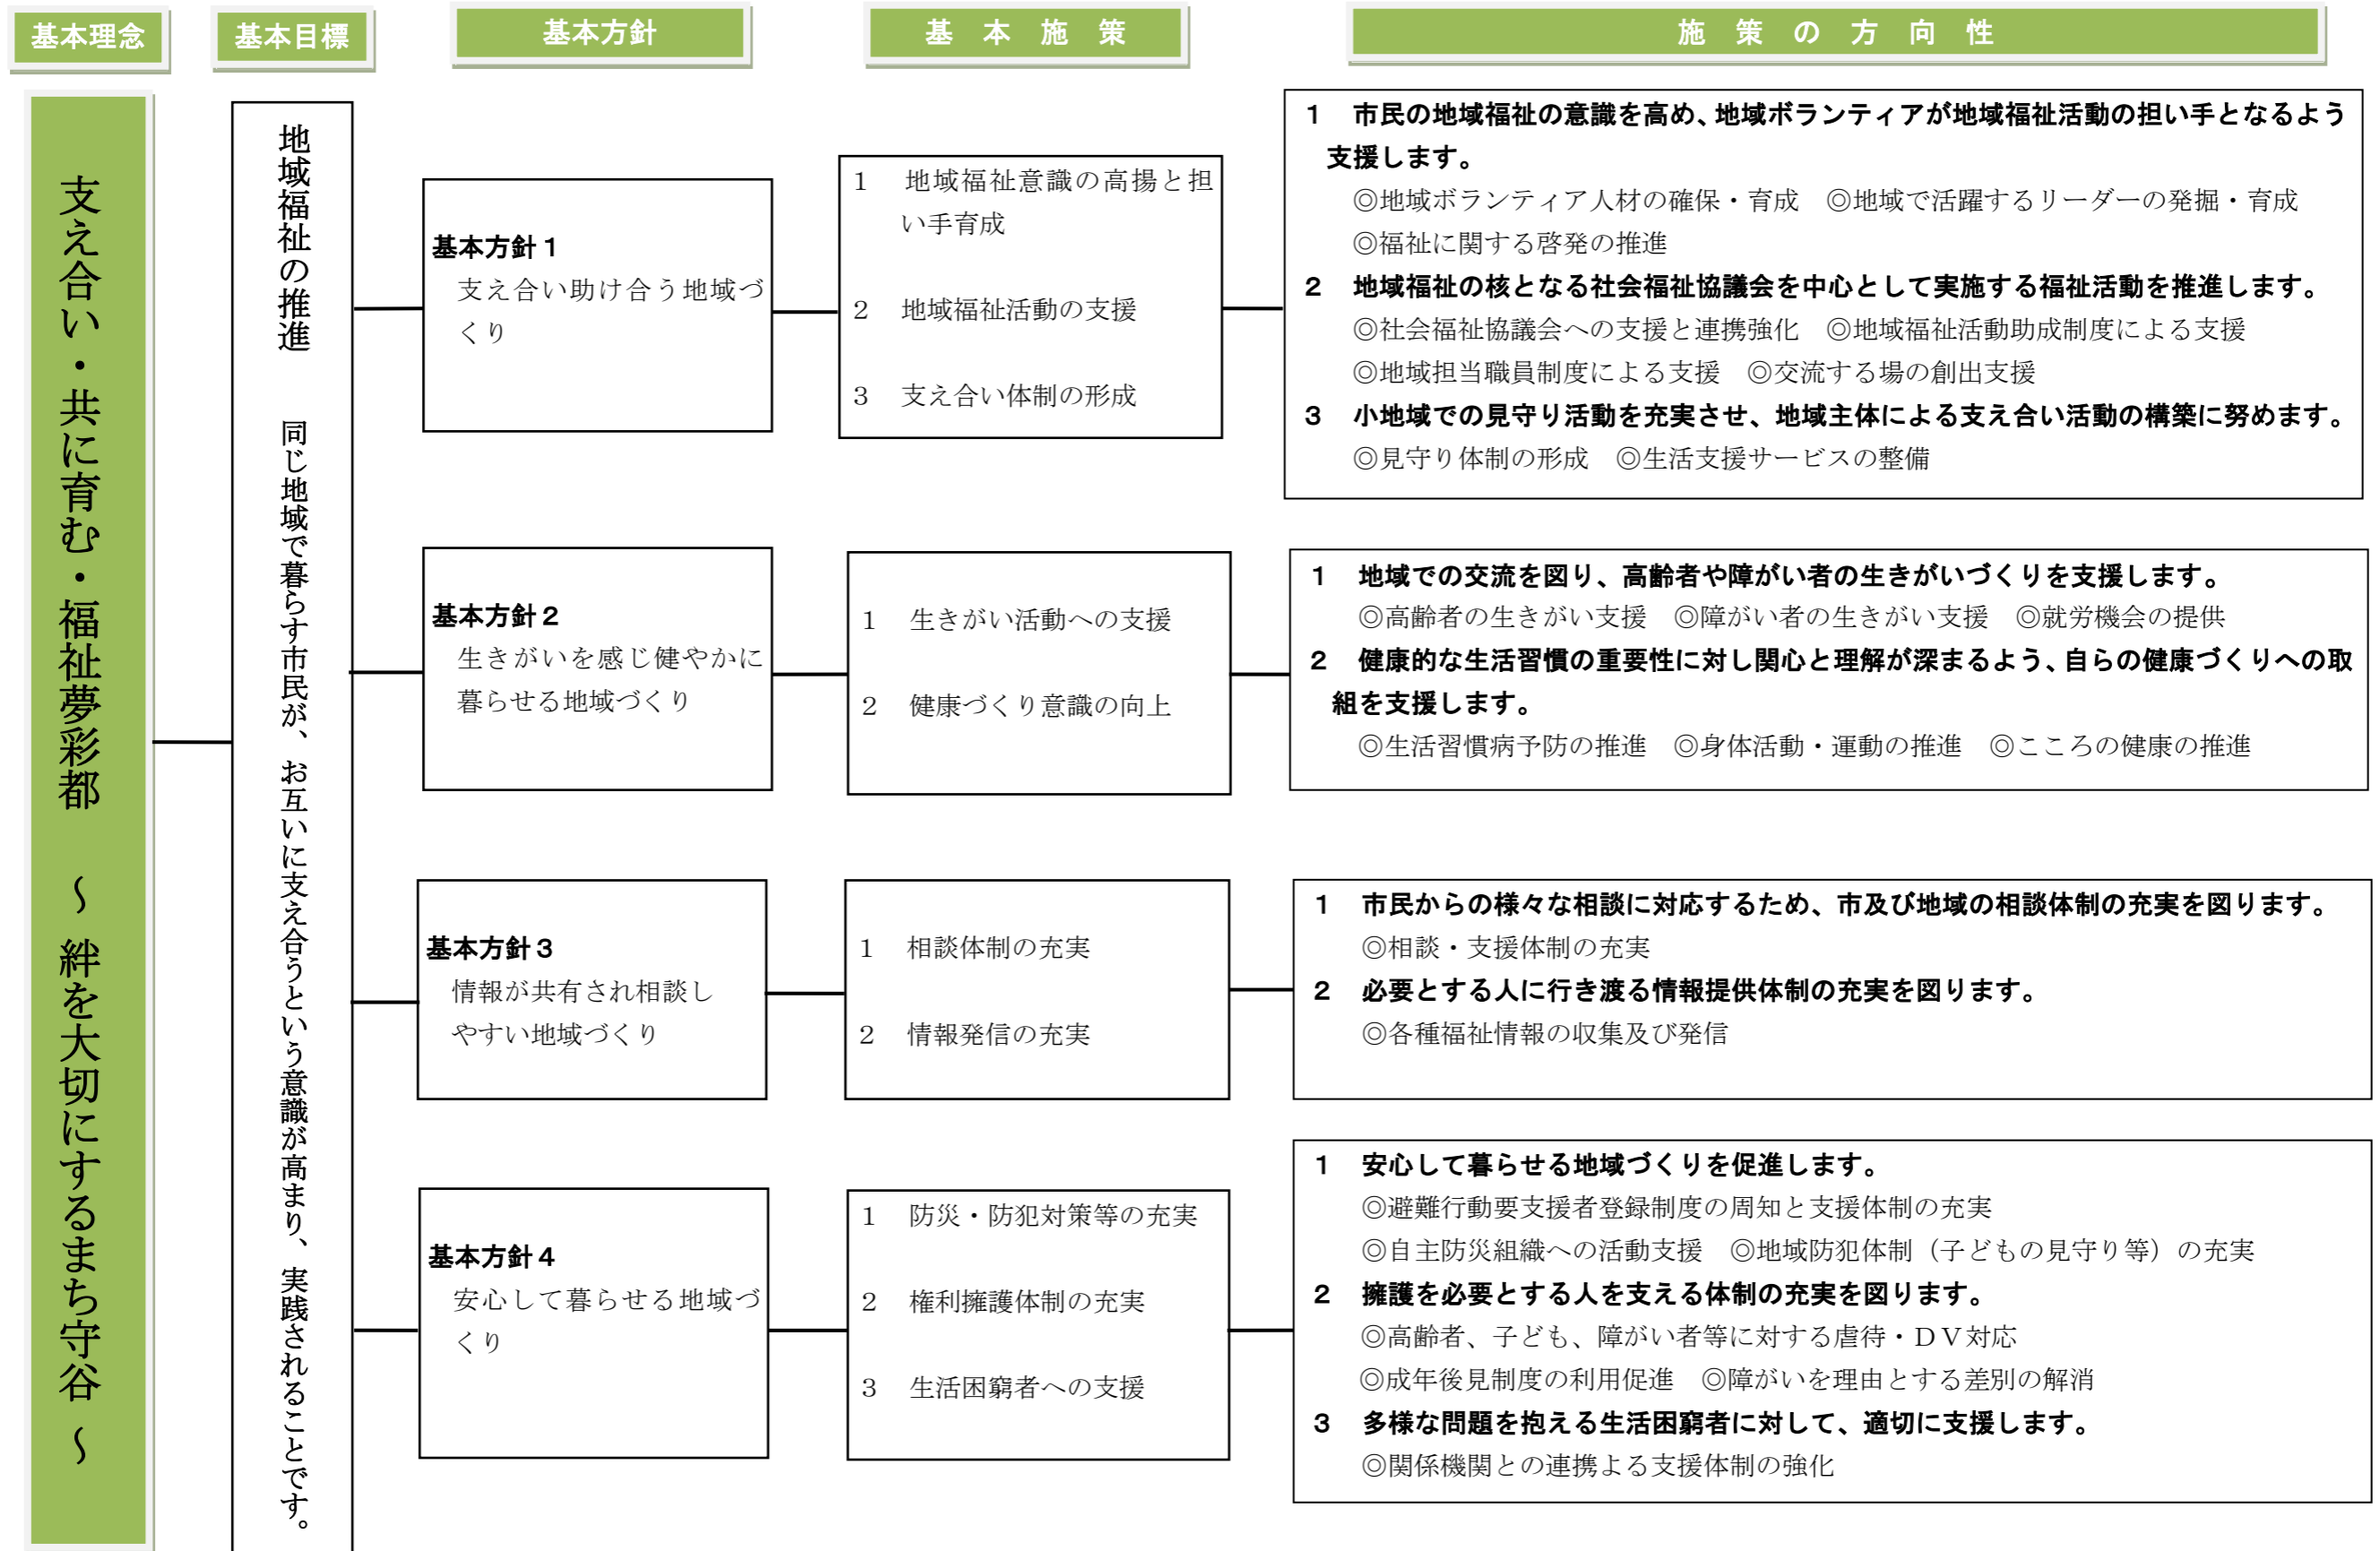 基本理念
基本目標
基本方針
基　本　施　策
施　策　の　方　向　性
支え合い・共に育む・福祉夢彩都　～ 絆を大切にするまち守谷 ～
地域福祉の推進　同じ地域で暮らす市民が、お互いに支え合うという意識が高まり、実践されることです。
基本方針１
支え合い助け合う地域づ
くり
1　地域福祉意識の高揚と担
い手育成
2　地域福祉活動の支援
3　支え合い体制の形成
1　市民の地域福祉の意識を高め、地域ボランティアが地域福祉活動の担い手となるよう
支援します。
◎地域ボランティア人材の確保・育成　◎地域で活躍するリーダーの発掘・育成
◎福祉に関する啓発の推進
2　地域福祉の核となる社会福祉協議会を中心として実施する福祉活動を推進します。
◎社会福祉協議会への支援と連携強化　◎地域福祉活動助成制度による支援
◎地域担当職員制度による支援　◎交流する場の創出支援
3　小地域での見守り活動を充実させ、地域主体による支え合い活動の構築に努めます。
◎見守り体制の形成　◎生活支援サービスの整備
基本方針２
生きがいを感じ健やかに
暮らせる地域づくり
1　生きがい活動への支援
2　健康づくり意識の向上
1　地域での交流を図り、高齢者や障がい者の生きがいづくりを支援します。
◎高齢者の生きがい支援　◎障がい者の生きがい支援　◎就労機会の提供
2　健康的な生活習慣の重要性に対し関心と理解が深まるよう、自らの健康づくりへの取
組を支援します。
◎生活習慣病予防の推進　◎身体活動・運動の推進　◎こころの健康の推進
基本方針３
情報が共有され相談し
やすい地域づくり
1　相談体制の充実
2　情報発信の充実
1　市民からの様々な相談に対応するため、市及び地域の相談体制の充実を図ります。
◎相談・支援体制の充実
2　必要とする人に行き渡る情報提供体制の充実を図ります。
◎各種福祉情報の収集及び発信
基本方針４
安心して暮らせる地域づ
くり
1　防災・防犯対策等の充実
2　権利擁護体制の充実
3　生活困窮者への支援
1　安心して暮らせる地域づくりを促進します。
◎避難行動要支援者登録制度の周知と支援体制の充実
◎自主防災組織への活動支援　◎地域防犯体制（子どもの見守り等）の充実
2　擁護を必要とする人を支える体制の充実を図ります。
◎高齢者、子ども、障がい者等に対する虐待・ＤＶ対応
◎成年後見制度の利用促進　◎障がいを理由とする差別の解消
3　多様な問題を抱える生活困窮者に対して、適切に支援します。
◎関係機関との連携よる支援体制の強化